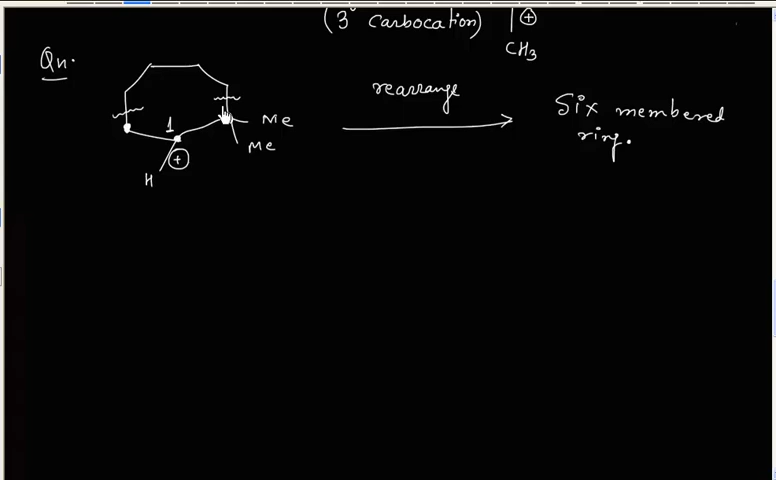 (3° carbocation) ⊕
CH3
Qn.
rearrange
Six membered
ring.
1
Me
Me
⊕
H